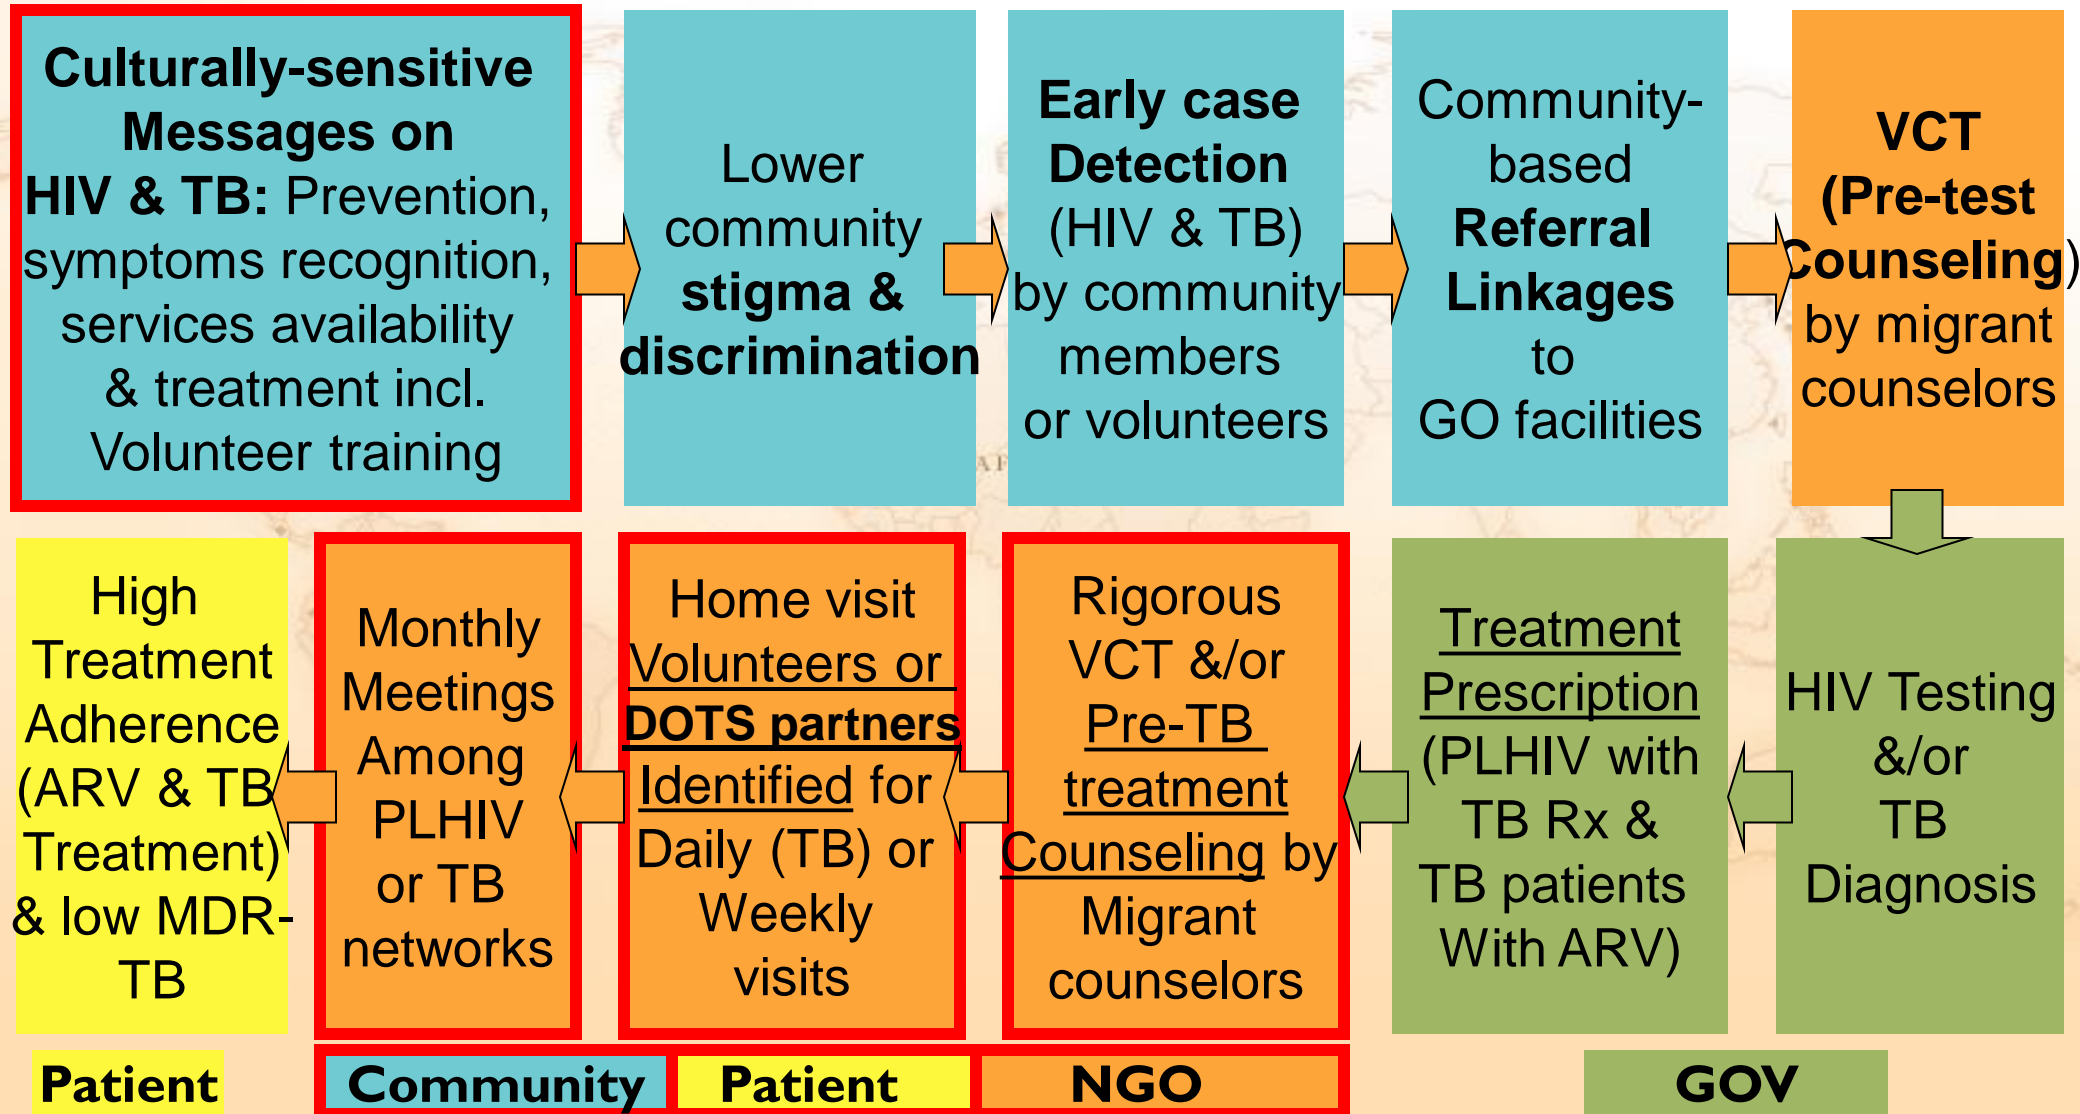 Culturally-sensitive
Messages on
HIV & TB: Prevention,
symptoms recognition,
services availability
& treatment incl.
Volunteer training
Lower
community
stigma &
discrimination
Early case
Detection
(HIV & TB)
by community
members
or volunteers
Community-
based
Referral
Linkages
to
GO facilities
VCT
(Pre-test
Counseling)
by migrant
counselors
High
Treatment
Adherence
(ARV & TB
Treatment)
& low MDR-
TB
Monthly
Meetings
Among
PLHIV
or TB
networks
Home visit
Volunteers or
DOTS partners
Identified for
Daily (TB) or
Weekly
visits
Rigorous
VCT &/or
Pre-TB
treatment
Counseling by
Migrant
counselors
Treatment
Prescription
(PLHIV with
TB Rx &
TB patients
With ARV)
HIV Testing
&/or
TB
Diagnosis
Patient
Community
Patient
NGO
GOV